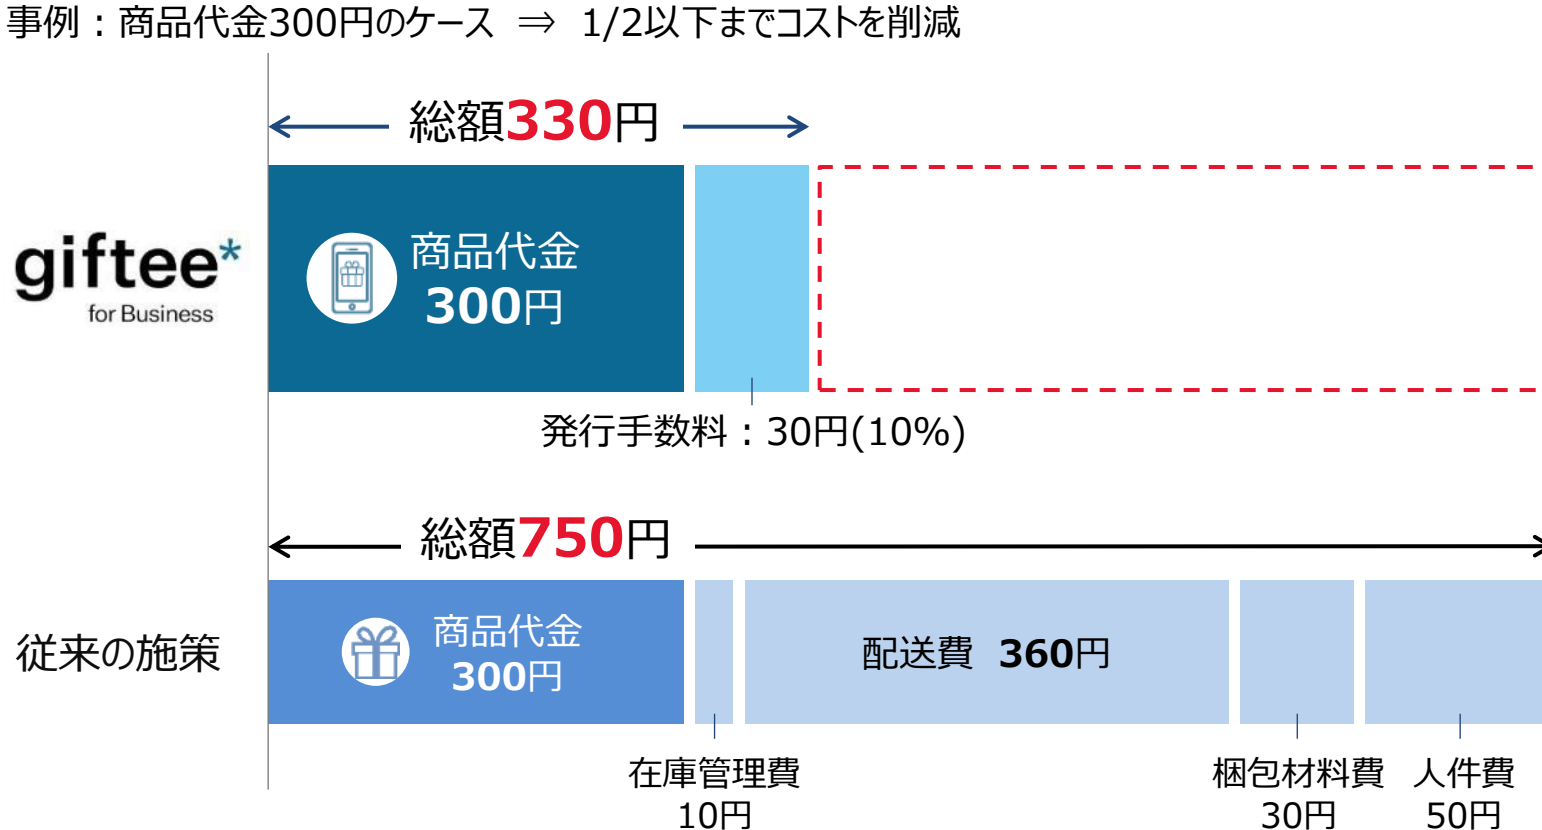 事例：商品代金300円のケース ⇒ 1/2以下までコストを削減
総額330円
giftee*
for Business
商品代金
300円
発行手数料：30円(10%)
総額750円
従来の施策
商品代金
300円
配送費 360円
在庫管理費
10円
梱包材料費
30円
人件費
50円